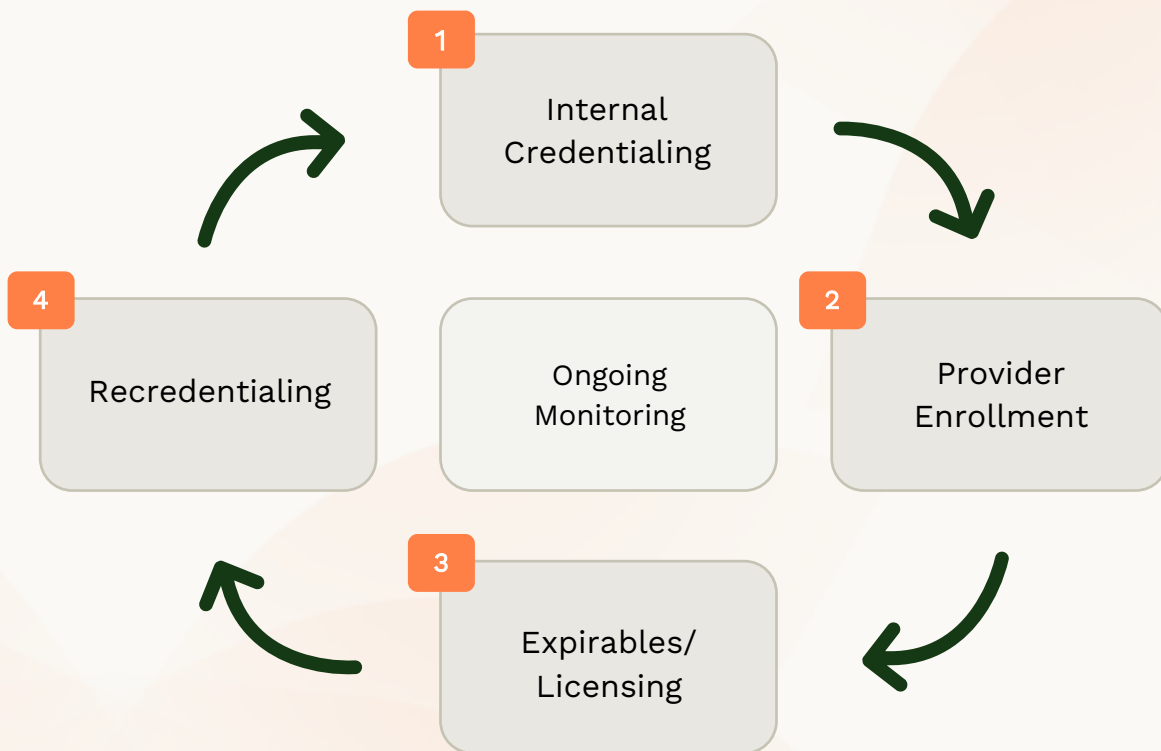 1
Internal
Credentialing
4
Recredentialing
Ongoing
Monitoring
2
Provider
Enrollment
3
Expirables/
Licensing